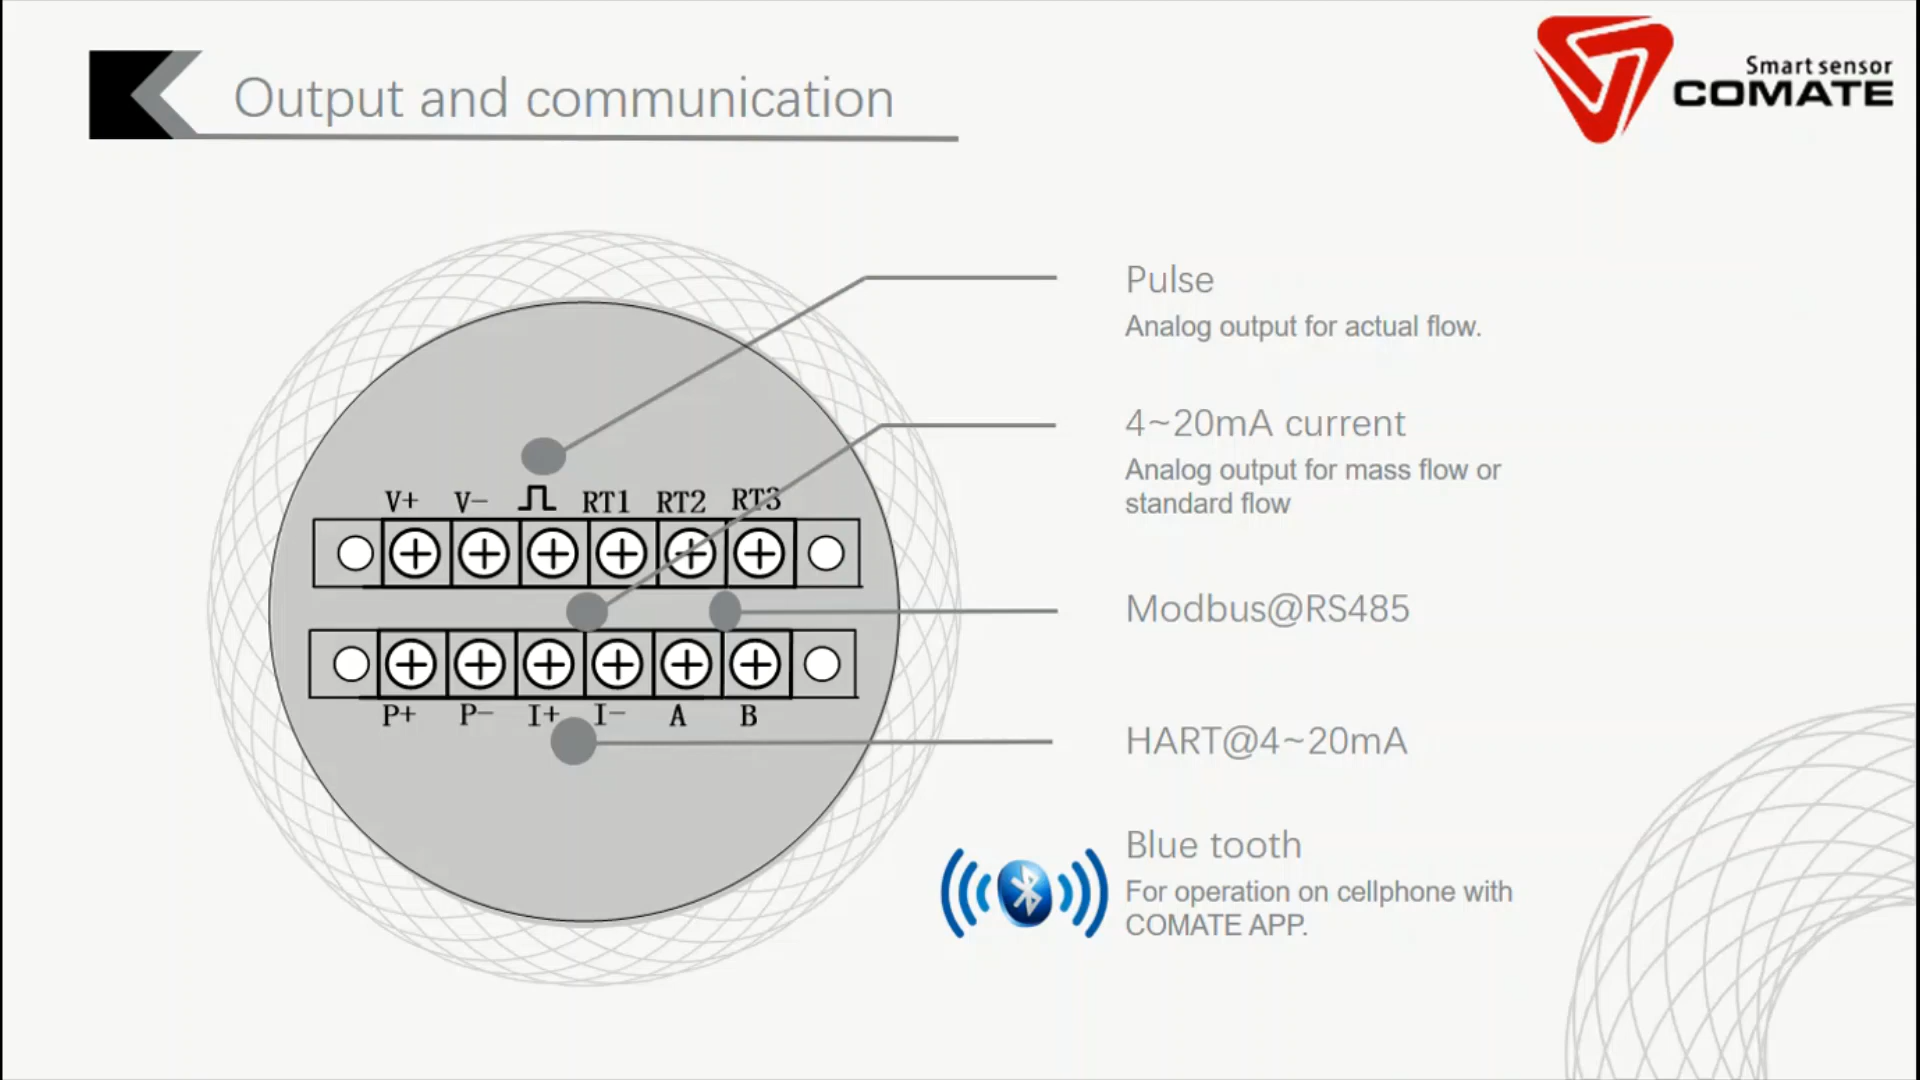 Output and communication
Smart sensor
COMATE
Pulse
Analog output for actual flow.
4~20mA current
Analog output for mass flow or
standard flow
V+ V- RT1 RT2 RT3
Modbus@RS485
P+ P- I+ I- A B
HART@4~20mA
Blue tooth
For operation on cellphone with
COMATE APP.